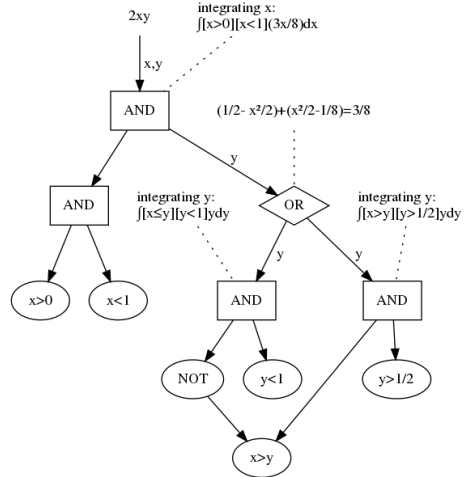 2xy
integrating x:
∫[x>0][x<1](3x/8)dx
x,y
AND
(1/2- x²/2)+(x²/2-1/8)=3/8
y
AND
integrating y:
∫[x≤y][y<1]ydy
OR
integrating y:
∫[x>y][y>1/2]ydy
y
y
x>0
x<1
AND
AND
NOT
y<1
y>1/2
x>y